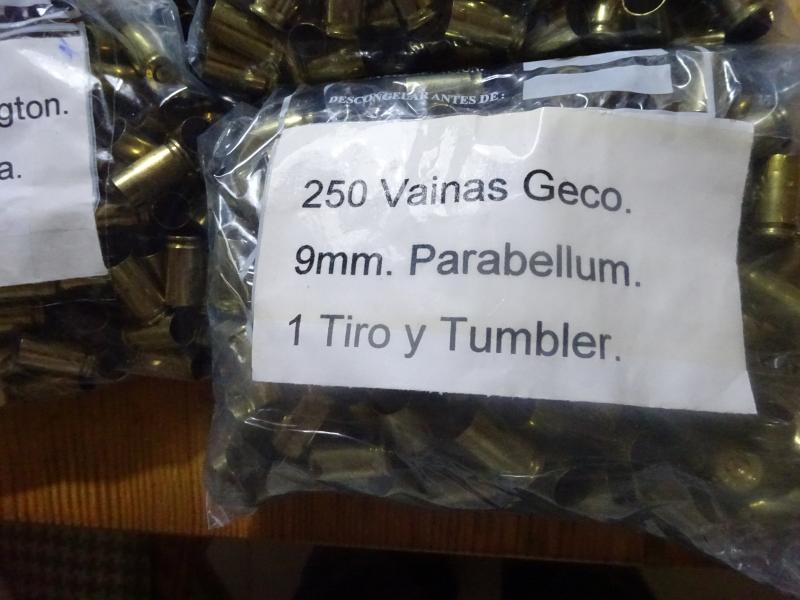 gton.
a.
DESCONGELAR ANTES DE:
250 Vainas Geco.
9mm. Parabellum.
1 Tiro y Tumbler.